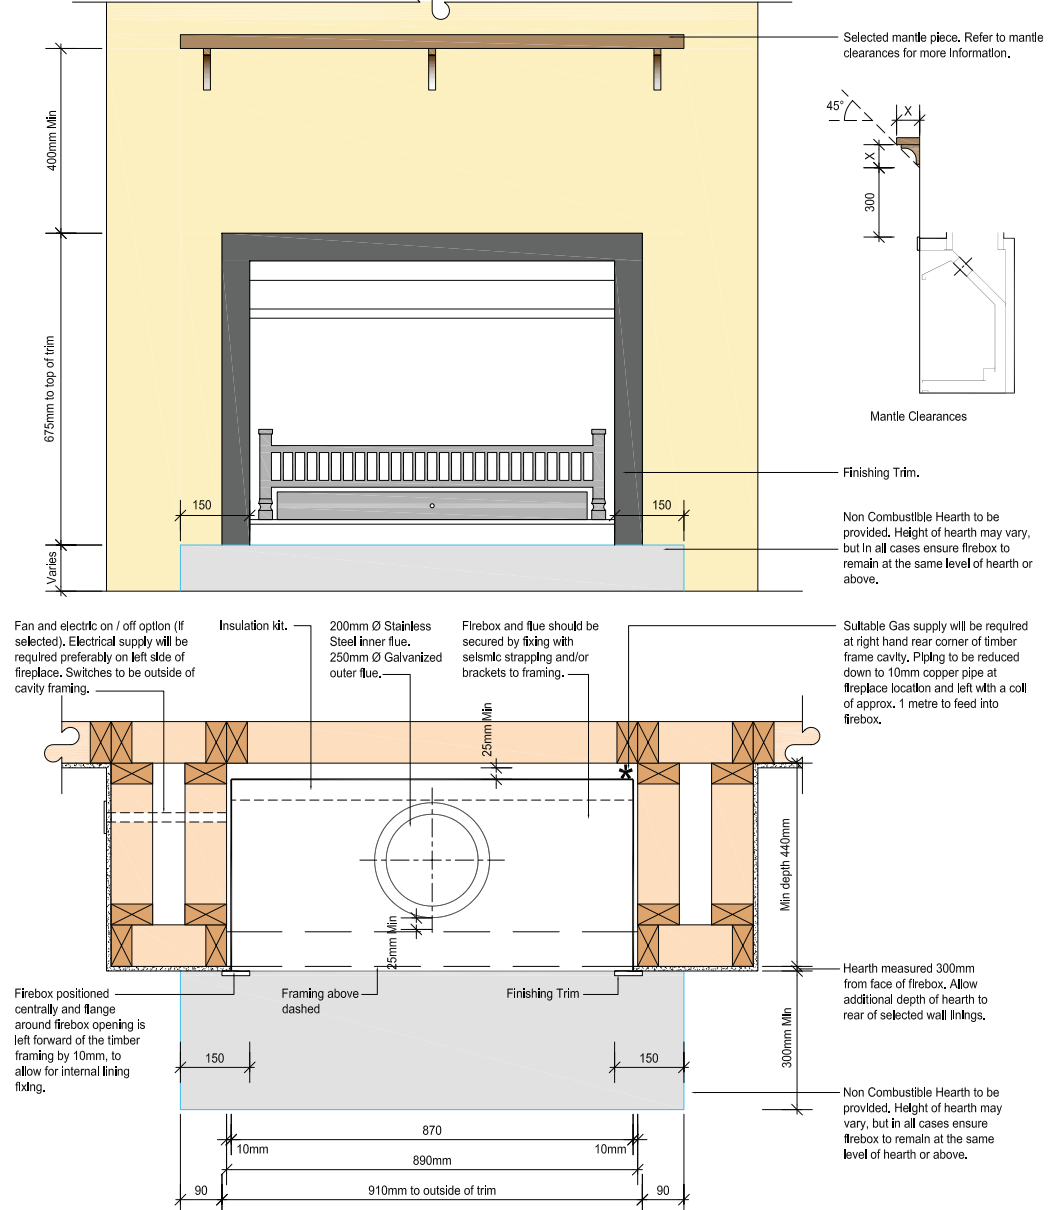 Selected mantle piece. Refer to mantle
clearances for more information.
45°
X
X
300
Mantle Clearances
400mm Min
675mm to top of trim
150
150
Varies
Finishing Trim.
Non Combustible Hearth to be
provided. Height of hearth may vary,
but in all cases ensure firebox to
remain at the same level of hearth or
above.
Fan and electric on / off option (if
selected). Electrical supply will be
required preferably on left side of
fireplace. Switches to be outside of
cavity framing.
Insulation kit.
200mm Ø Stainless
Steel inner flue.
250mm Ø Galvanized
outer flue.
Firebox and flue should be
secured by fixing with
seismic strapping and/or
brackets to framing.
Suitable Gas supply will be required
at right hand rear corner of timber
frame cavity. Piping to be reduced
down to 10mm copper pipe at
fireplace location and left with a coil
of approx. 1 metre to feed into
firebox.
25mm Min
*
Min depth 440mm
25mm Min
Firebox positioned
centrally and flange
around firebox opening is
left forward of the timber
framing by 10mm, to
allow for internal lining
fixing.
Framing above
dashed
Finishing Trim
Hearth measured 300mm
from face of firebox. Allow
additional depth of hearth to
rear of selected wall linings.
150
150
300mm Min
Non Combustible Hearth to be
provided. Height of hearth may
vary, but in all cases ensure
firebox to remain at the same
level of hearth or above.
870
10mm
10mm
890mm
90
910mm to outside of trim
90